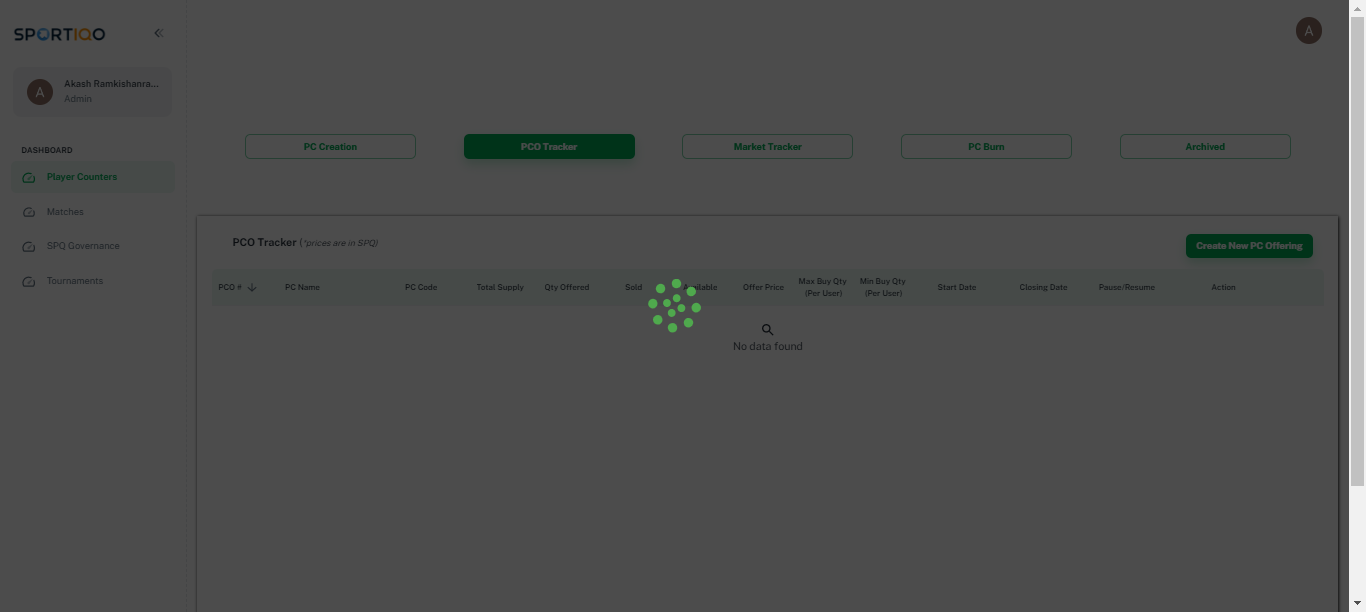 SPORTIQO
A
A
Akash Ramkishanra...
Admin
DASHBOARD
Player Counters
Matches
SPQ Governance
Tournaments
PC Creation
PCO Tracker
Market Tracker
PC Burn
Archived
PCO Tracker (*prices are in SPQ)
Create New PC Offering
PCO #
PC Name
PC Code
Total Supply
Qty Offered
Sold
Offer Price
Max Buy Qty
(Per User)
Min Buy Qty
(Per User)
Start Date
Closing Date
Pause/Resume
Action
No data found